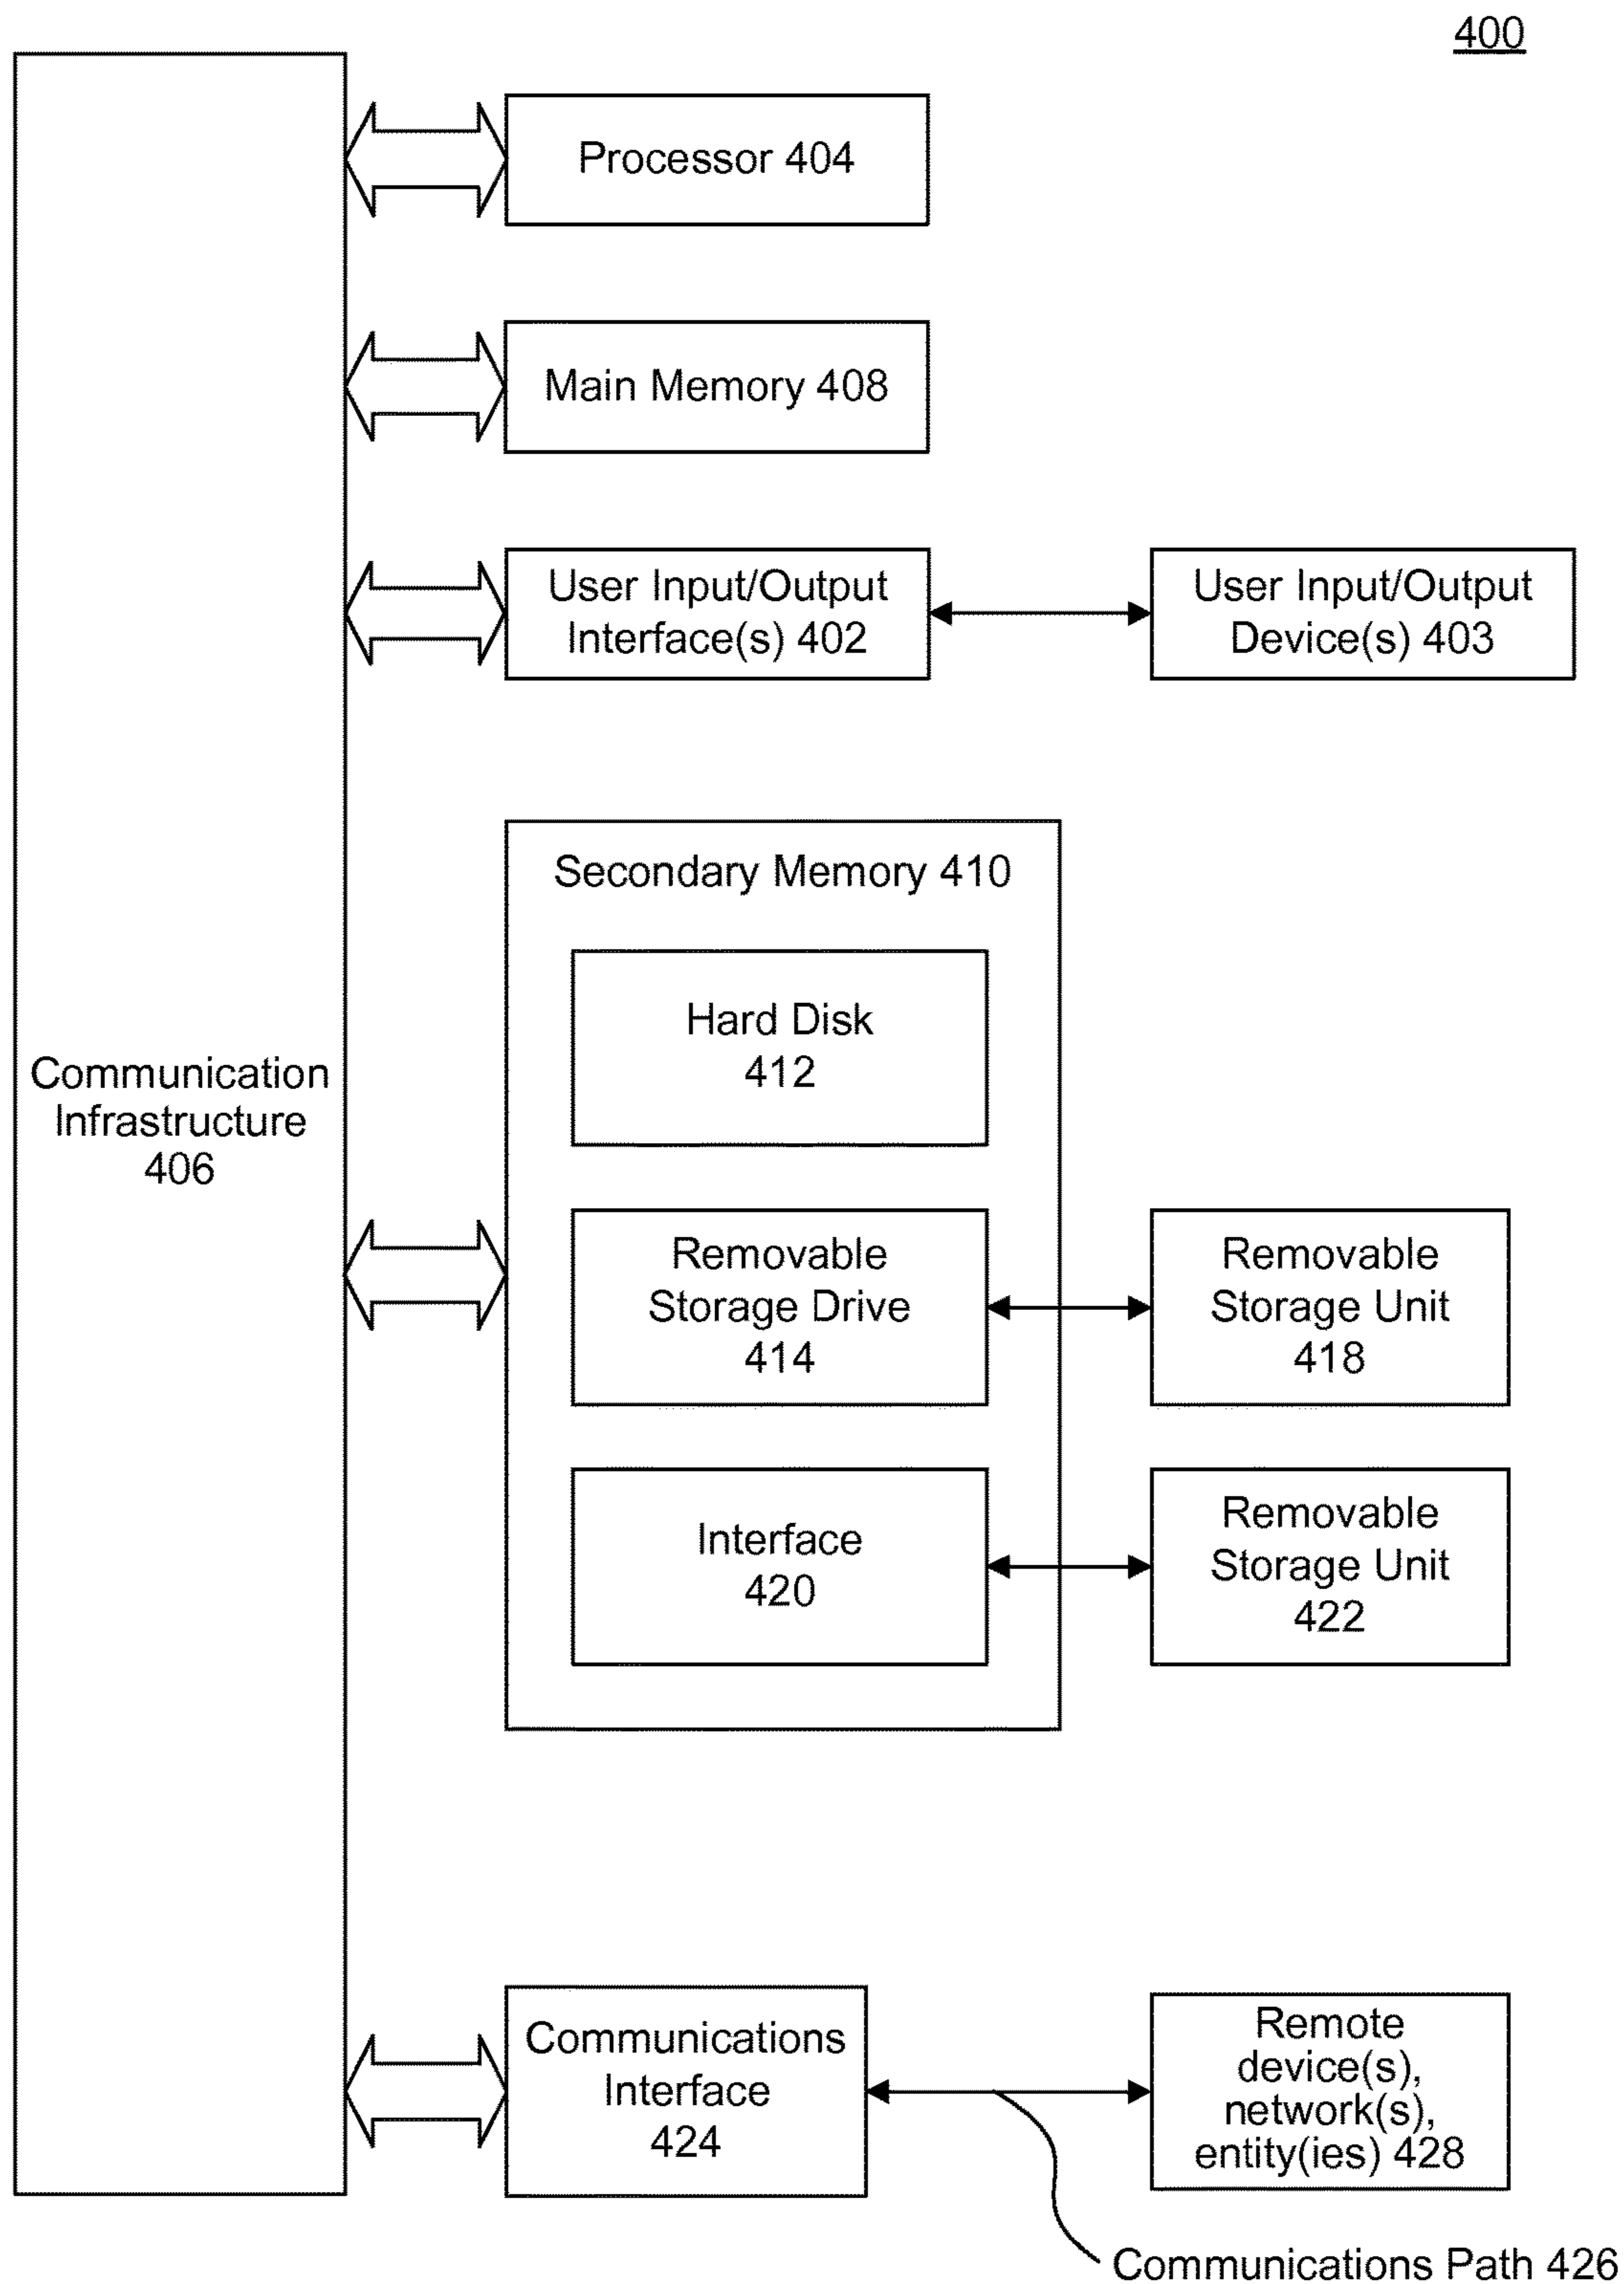 400
Processor 404
Main Memory 408
User Input/Output
Interface(s) 402
User Input/Output
Device(s) 403
Secondary Memory 410
Hard Disk
412
Communication
Infrastructure
406
Removable
Storage Drive
414
Removable
Storage Unit
418
Interface
420
Removable
Storage Unit
422
Communications
Interface
424
Remote
device(s),
network(s),
entity(ies) 428
Communications Path 426